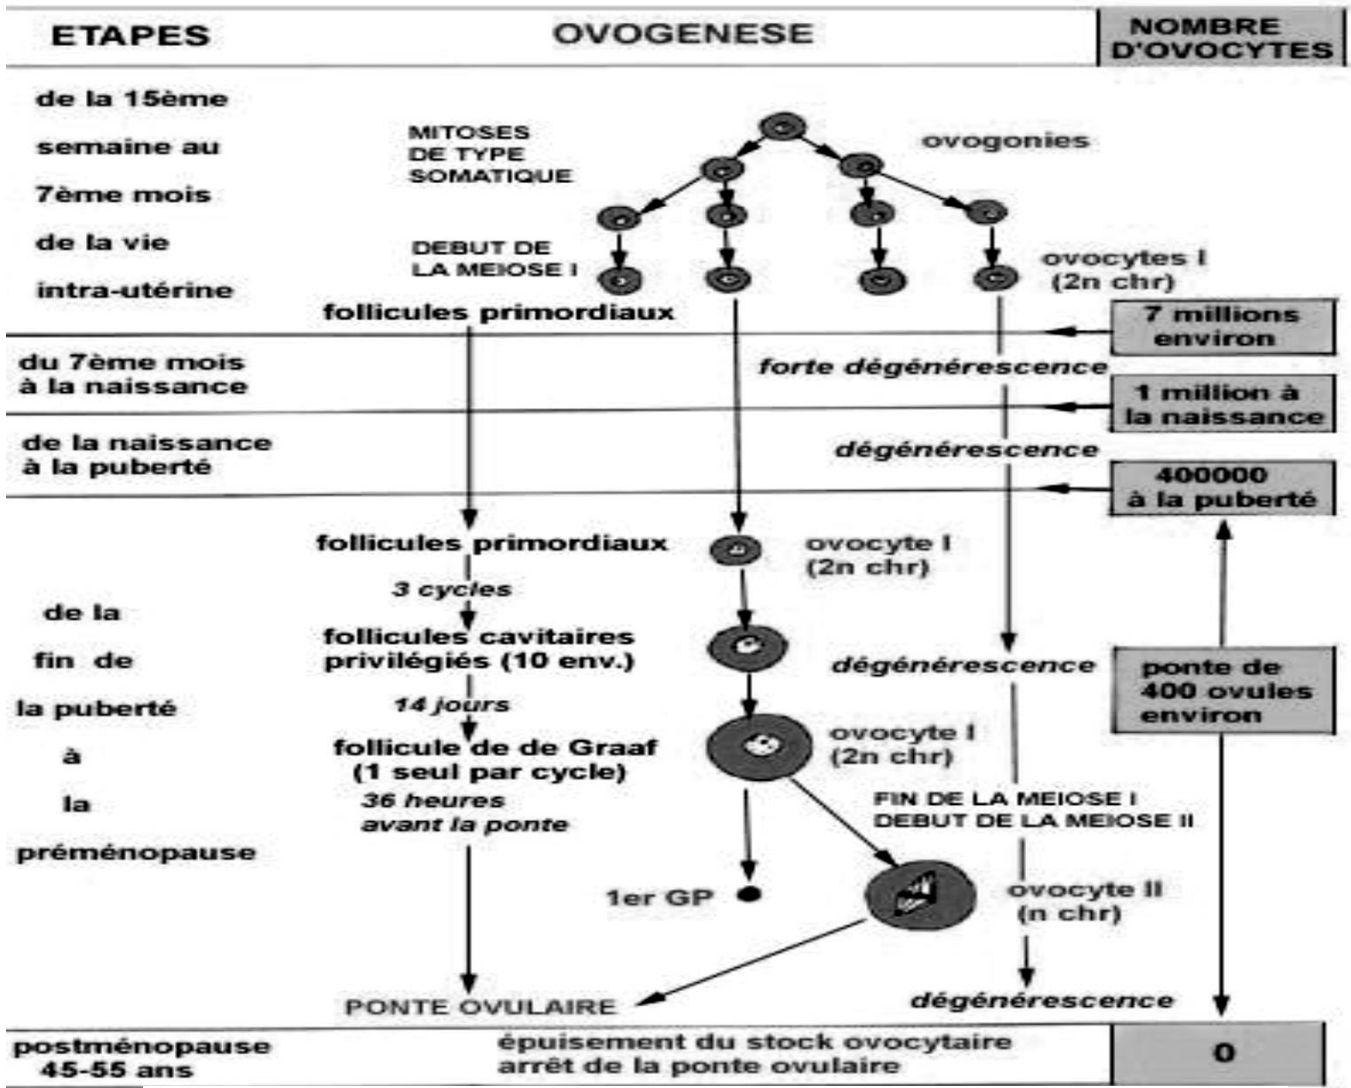 ETAPES
OVOGENESE
NOMBRE
D'OVOCYTES
de la 15ème
semaine au
7ème mois
de la vie
intra-utérine
MITOSES
DE TYPE
SOMATIQUE
ovogonies
DEBUT DE
LA MEIOSE I
ovocytes I
(2n chr)
follicules primordiaux
7 millions
environ
du 7ème mois
à la naissance
forte dégénérescence
1 million à
la naissance
de la naissance
à la puberté
dégénérescence
400000
à la puberté
follicules primordiaux
ovocyte I
(2n chr)
3 cycles
de la
fin de
la puberté
à
la
préménopause
follicules cavitaires
privilégiés (10 env.)
dégénérescence
ponte de
400 ovules
environ
14 jours
follicule de de Graaf
(1 seul par cycle)
ovocyte I
(2n chr)
36 heures
avant la ponte
FIN DE LA MEIOSE I
DEBUT DE LA MEIOSE II
1er GP
ovocyte II
(n chr)
PONTE OVULAIRE
dégénérescence
postménopause
45-55 ans
épuisement du stock ovocytaire
arrêt de la ponte ovulaire
0